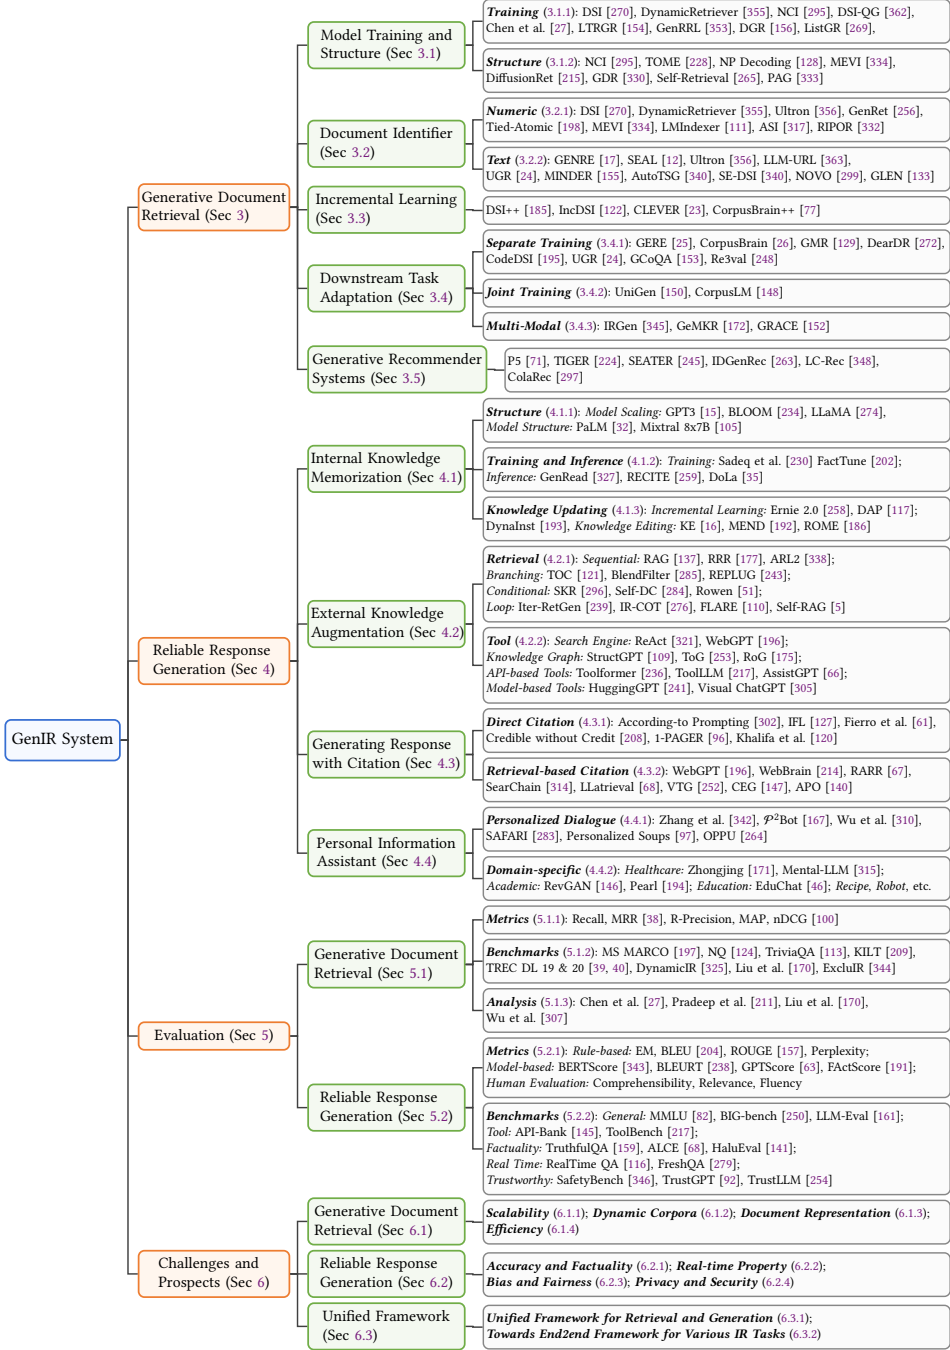 GenIR System
Generative Document
Retrieval (Sec 3)
Model Training and
Structure (Sec 3.1)
Training (3.1.1): DSI [270], DynamicRetriever [355], NCI [295], DSI-QG [362],
Chen et al. [27], LTRGR [154], GenRRL [353], DGR [156], ListGR [269],
Structure (3.1.2): NCI [295], TOME [228], NP Decoding [128], MEVI [334],
DiffusionRet [215], GDR [330], Self-Retrieval [265], PAG [333]
Document Identifier
(Sec 3.2)
Numeric (3.2.1): DSI [270], DynamicRetriever [355], Ultron [356], GenRet [256],
Tied-Atomic [198], MEVI [334], LMIndexer [111], ASI [317], RIPOR [332]
Text (3.2.2): GENRE [17], SEAL [12], Ultron [356], LLM-URL [363],
UGR [24], MINDER [155], AutoTSG [340], SE-DSI [340], NOVO [299], GLEN [133]
Incremental Learning
(Sec 3.3)
DSI++ [185], IncDSI [122], CLEVER [23], CorpusBrain++ [77]
Downstream Task
Adaptation (Sec 3.4)
Separate Training (3.4.1): GERE [25], CorpusBrain [26], GMR [129], DearDR [272],
CodeDSI [195], UGR [24], GCoQA [153], Re3val [248]
Joint Training (3.4.2): UniGen [150], CorpusLM [148]
Multi-Modal (3.4.3): IRGen [345], GeMKR [172], GRACE [152]
Generative Recommender
Systems (Sec 3.5)
P5 [71], TIGER [224], SEATER [245], IDGenRec [263], LC-Rec [348],
ColaRec [297]
Reliable Response
Generation (Sec 4)
Internal Knowledge
Memorization (Sec 4.1)
Structure (4.1.1): Model Scaling: GPT3 [15], BLOOM [234], LLaMA [274],
Model Structure: PaLM [32], Mixtral 8x7B [105]
Training and Inference (4.1.2): Training: Sadeq et al. [230] FactTune [202];
Inference: GenRead [327], RECITE [259], DoLa [35]
Knowledge Updating (4.1.3): Incremental Learning: Ernie 2.0 [258], DAP [117];
DynaInst [193], Knowledge Editing: KE [16], MEND [192], ROME [186]
External Knowledge
Augmentation (Sec 4.2)
Retrieval (4.2.1): Sequential: RAG [137], RRR [177], ARL2 [338];
Branching: TOC [121], BlendFilter [285], REPLUG [243];
Conditional: SKR [296], Self-DC [284], Rowen [51];
Loop: Iter-RetGen [239], IR-COT [276], FLARE [110], Self-RAG [5]
Tool (4.2.2): Search Engine: ReAct [321], WebGPT [196];
Knowledge Graph: StructGPT [109], ToG [253], RoG [175];
API-based Tools: Toolformer [236], ToolLLM [217], AssistGPT [66];
Model-based Tools: HuggingGPT [241], Visual ChatGPT [305]
Generating Response
with Citation (Sec 4.3)
Direct Citation (4.3.1): According-to Prompting [302], IFL [127], Fierro et al. [61],
Credible without Credit [208], 1-PAGER [96], Khalifa et al. [120]
Retrieval-based Citation (4.3.2): WebGPT [196], WebBrain [214], RARR [67],
SearChain [314], LLatrieval [68], VTG [252], CEG [147], APO [140]
Personal Information
Assistant (Sec 4.4)
Personalized Dialogue (4.4.1): Zhang et al. [342], 𝒫²Bot [167], Wu et al. [310],
SAFARI [283], Personalized Soups [97], OPPU [264]
Domain-specific (4.4.2): Healthcare: Zhongjing [171], Mental-LLM [315];
Academic: RevGAN [146], Pearl [194]; Education: EduChat [46]; Recipe, Robot, etc.
Evaluation (Sec 5)
Generative Document
Retrieval (Sec 5.1)
Metrics (5.1.1): Recall, MRR [38], R-Precision, MAP, nDCG [100]
Benchmarks (5.1.2): MS MARCO [197], NQ [124], TriviaQA [113], KILT [209],
TREC DL 19 & 20 [39, 40], DynamicIR [325], Liu et al. [170], ExcluIR [344]
Analysis (5.1.3): Chen et al. [27], Pradeep et al. [211], Liu et al. [170],
Wu et al. [307]
Reliable Response
Generation (Sec 5.2)
Metrics (5.2.1): Rule-based: EM, BLEU [204], ROUGE [157], Perplexity;
Model-based: BERTScore [343], BLEURT [238], GPTScore [63], FActScore [191];
Human Evaluation: Comprehensibility, Relevance, Fluency
Benchmarks (5.2.2): General: MMLU [82], BIG-bench [250], LLM-Eval [161];
Tool: API-Bank [145], ToolBench [217];
Factuality: TruthfulQA [159], ALCE [68], HaluEval [141];
Real Time: RealTime QA [116], FreshQA [279];
Trustworthy: SafetyBench [346], TrustGPT [92], TrustLLM [254]
Challenges and
Prospects (Sec 6)
Generative Document
Retrieval (Sec 6.1)
Scalability (6.1.1); Dynamic Corpora (6.1.2); Document Representation (6.1.3);
Efficiency (6.1.4)
Reliable Response
Generation (Sec 6.2)
Accuracy and Factuality (6.2.1); Real-time Property (6.2.2);
Bias and Fairness (6.2.3); Privacy and Security (6.2.4)
Unified Framework
(Sec 6.3)
Unified Framework for Retrieval and Generation (6.3.1);
Towards End2end Framework for Various IR Tasks (6.3.2)